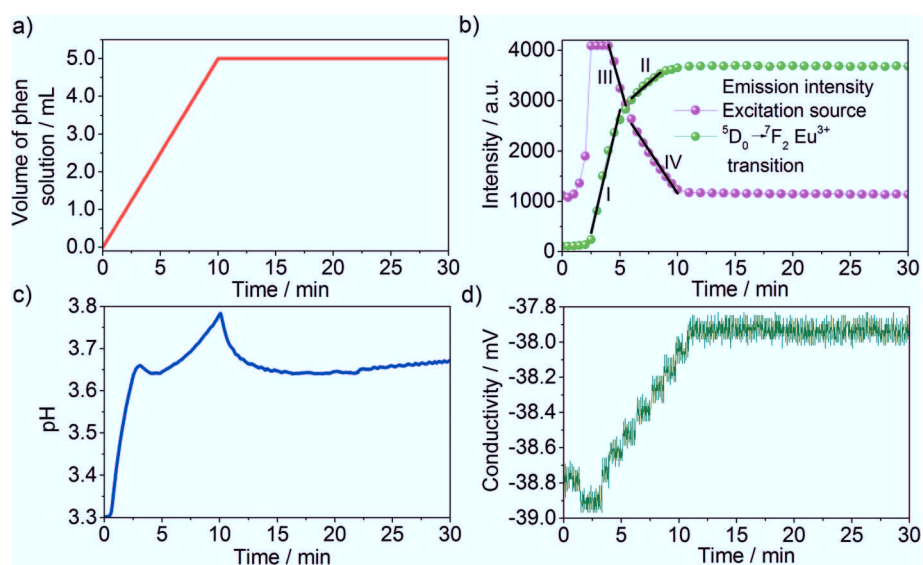 a)
Volume of phen
solution / mL
5.0
4.0
3.0
2.0
1.0
0.0
0 5 10 15 20 25 30
Time / min
b)
Intensity / a.u.
4000
3000
2000
1000
0
III
II
I
IV
Emission intensity
Excitation source
⁵D₀→⁷F₂ Eu³⁺
transition
0 5 10 15 20 25 30
Time / min
c)
pH
3.8
3.7
3.6
3.5
3.4
3.3
0 5 10 15 20 25 30
Time / min
d)
Conductivity / mV
-37.8
-38.0
-38.2
-38.4
-38.6
-38.8
-39.0
0 5 10 15 20 25 30
Time / min